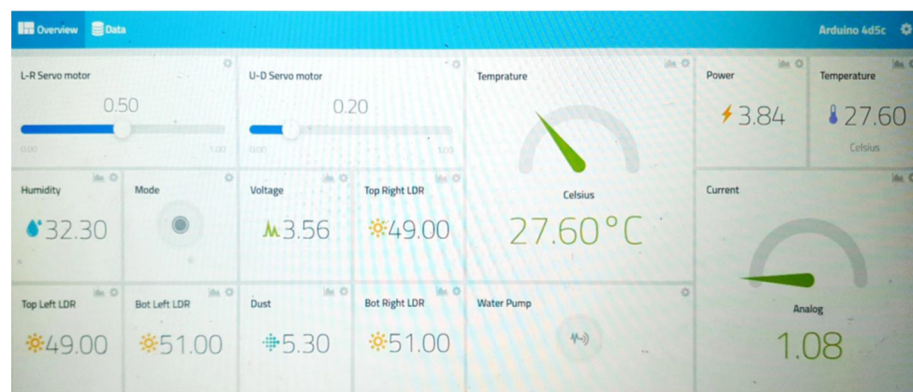 Overview Data Arduino 4d5c
L-R Servo motor
0.50
0.00 1.00
U-D Servo motor
0.20
0.00 1.00
Temprature
Celsius
27.60°C
Power
3.84
Temperature
27.60
Celsius
Humidity
32.30
Mode
Voltage
3.56
Top Right LDR
49.00
Current
Analog
1.08
Top Left LDR
49.00
Bot Left LDR
51.00
Dust
5.30
Bot Right LDR
51.00
Water Pump